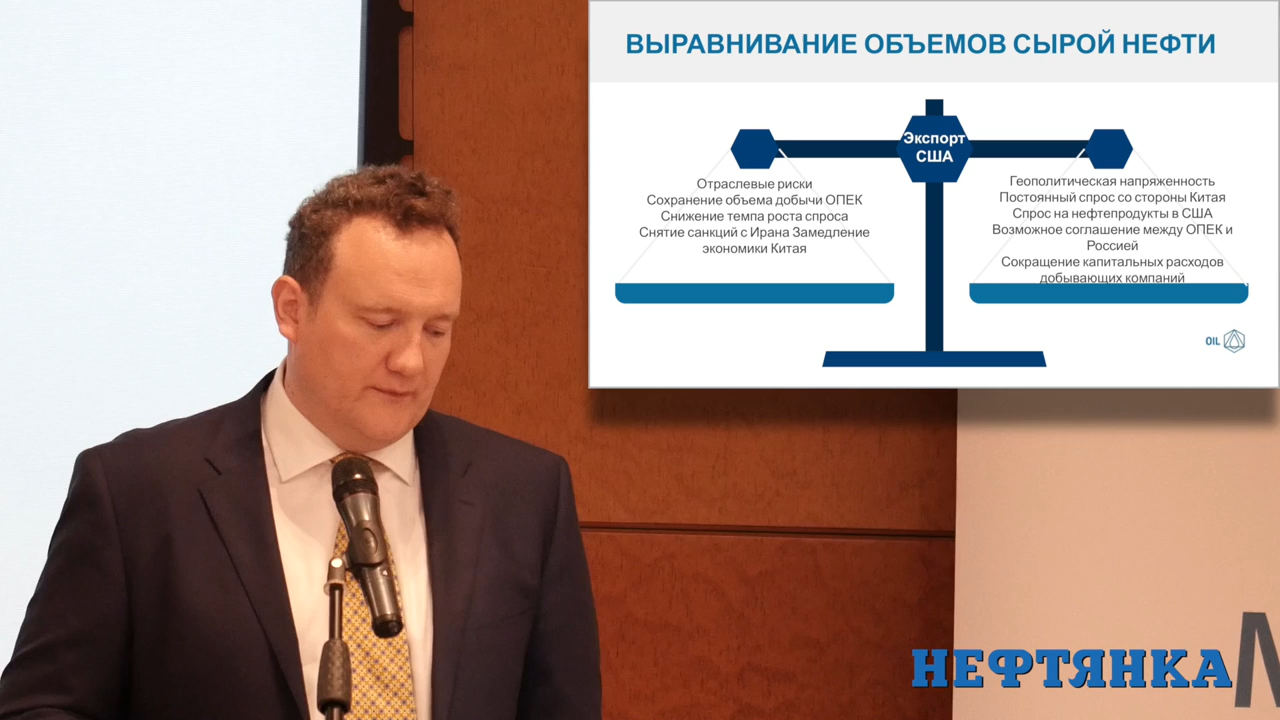 ВЫРАВНИВАНИЕ ОБЪЕМОВ СЫРОЙ НЕФТИ
Экспорт
США
Отраслевые риски
Сохранение объема добычи ОПЕК
Снижение темпа роста спроса
Снятие санкций с Ирана Замедление
экономики Китая
Геополитическая напряженность
Постоянный спрос со стороны Китая
Спрос на нефтепродукты в США
Возможное соглашение между ОПЕК и
Россией
Сокращение капитальных расходов
добывающих компаний
OIL
НЕФТЯНКА